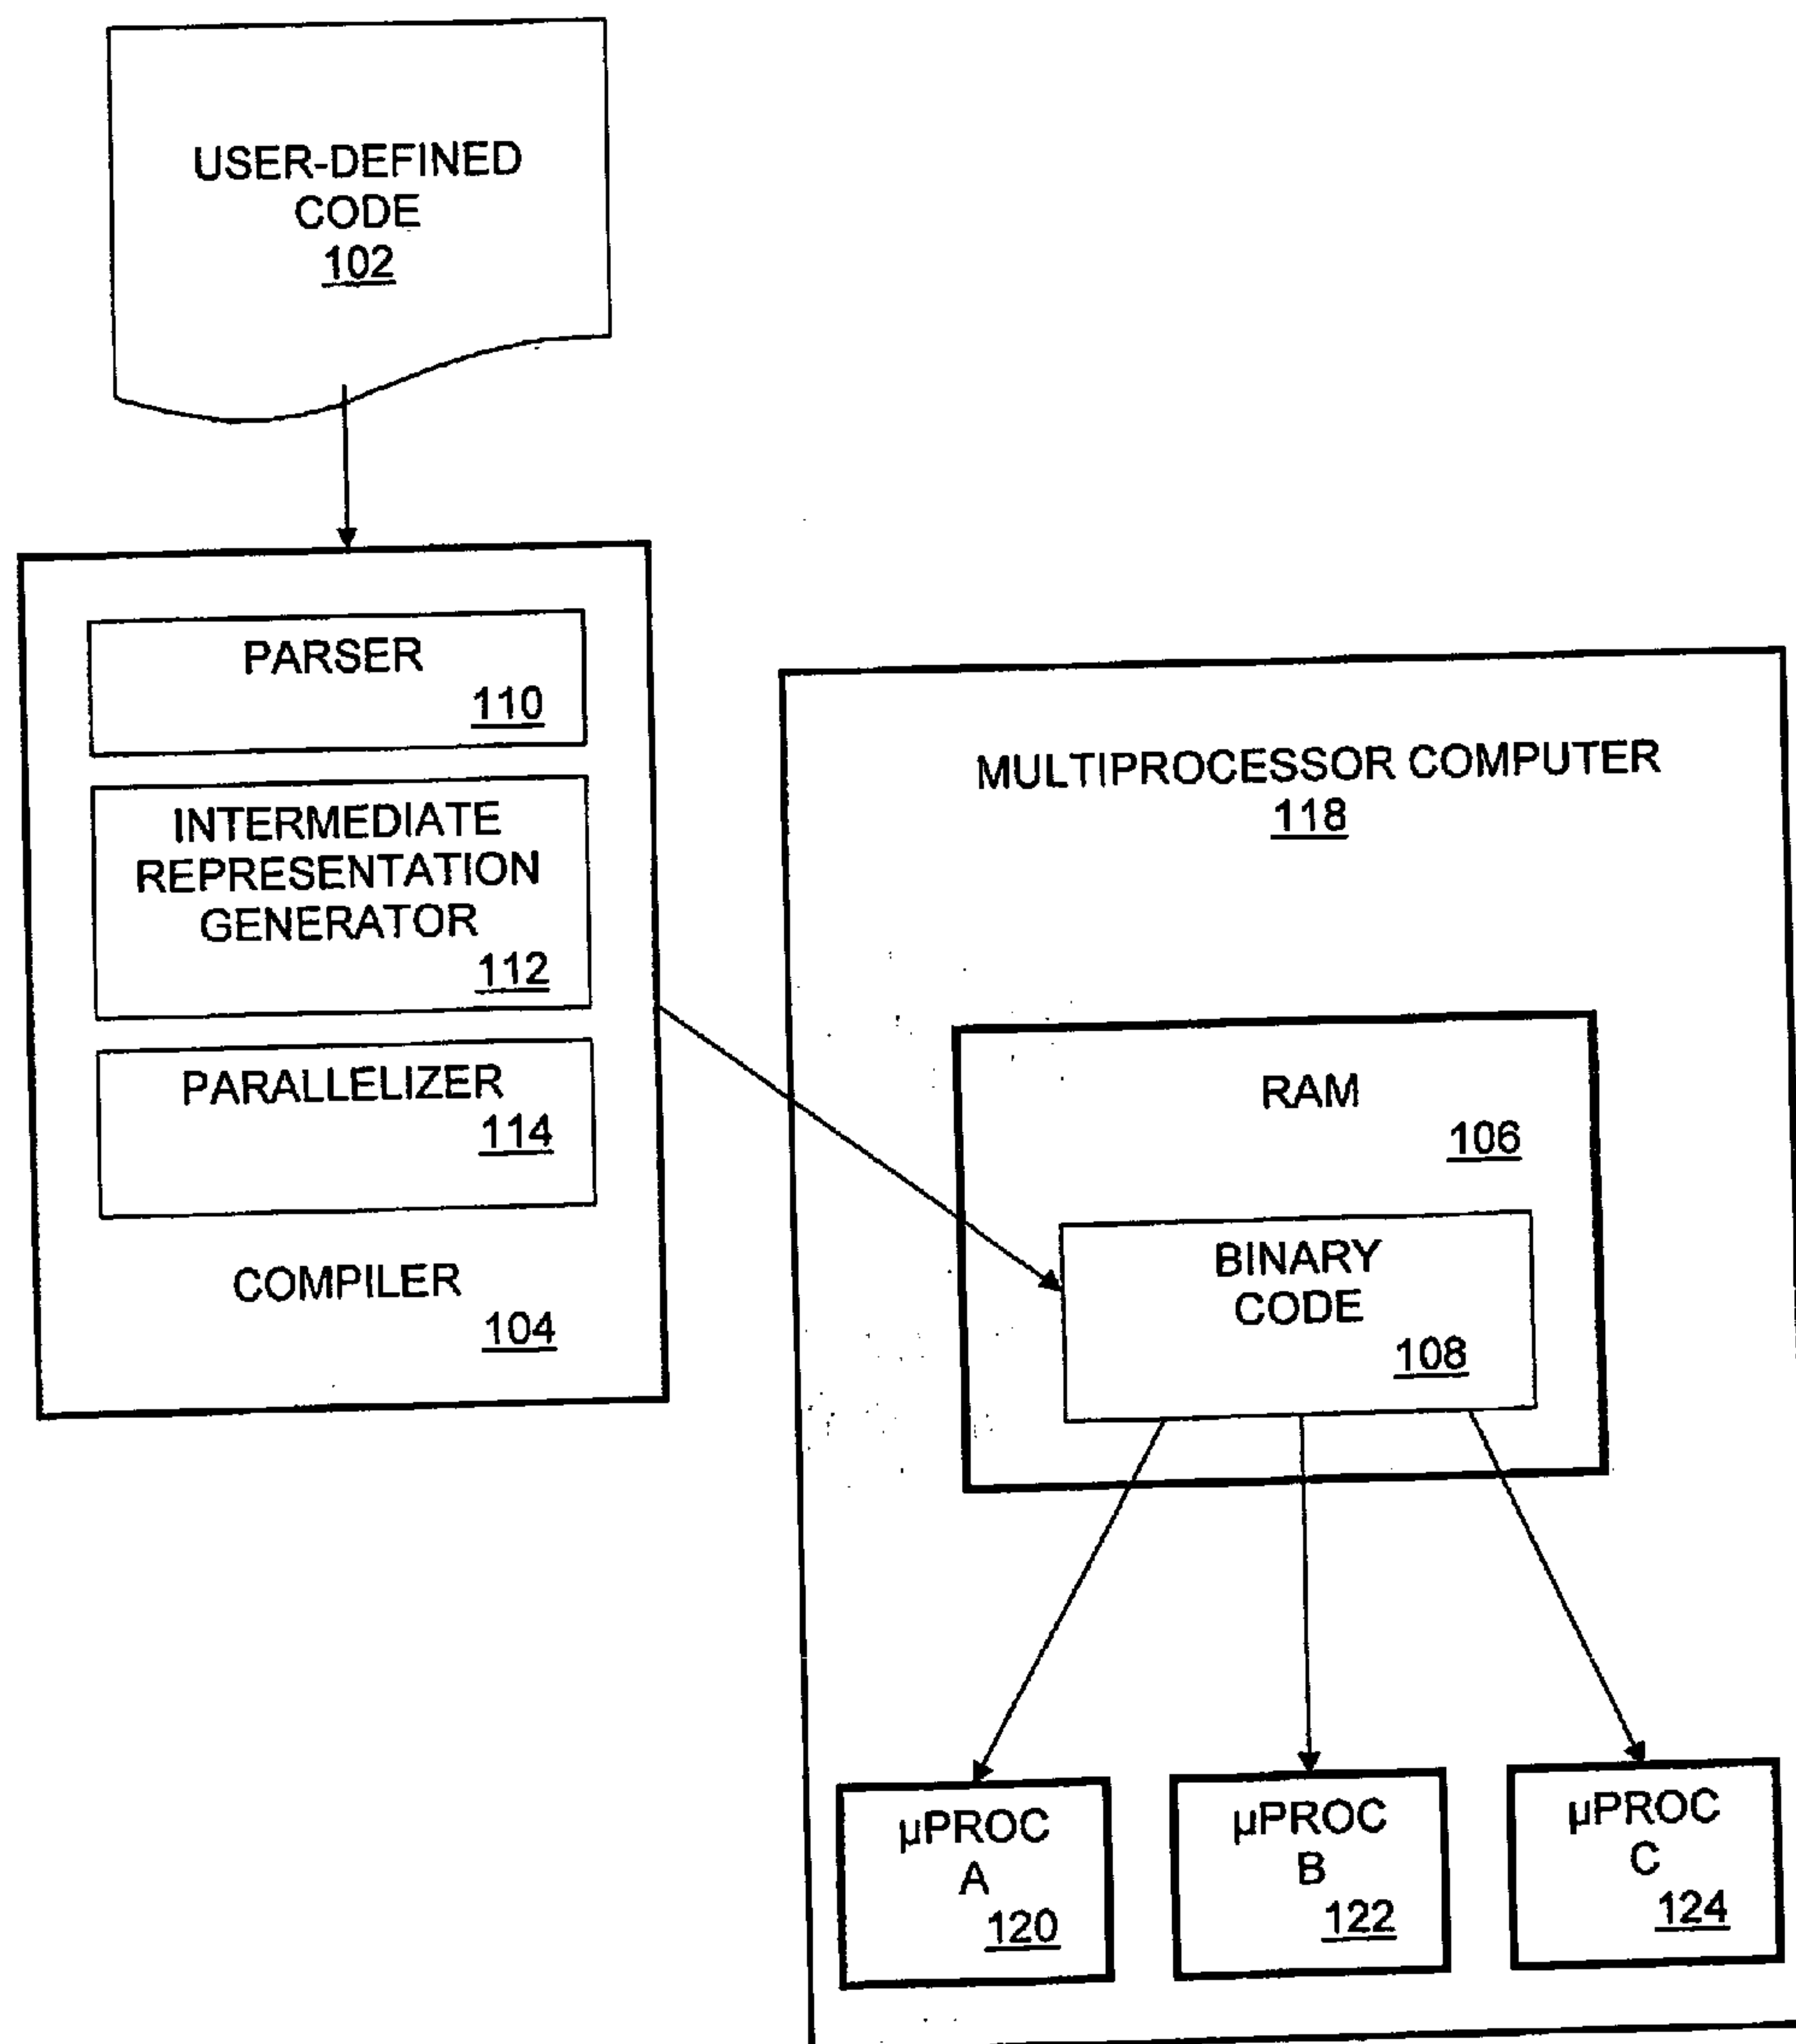 USER-DEFINED
CODE
102
PARSER
110
INTERMEDIATE
REPRESENTATION
GENERATOR
112
PARALLELIZER
114
COMPILER
104
MULTIPROCESSOR COMPUTER
118
RAM
106
BINARY
CODE
108
µPROC
A
120
µPROC
B
122
µPROC
C
124